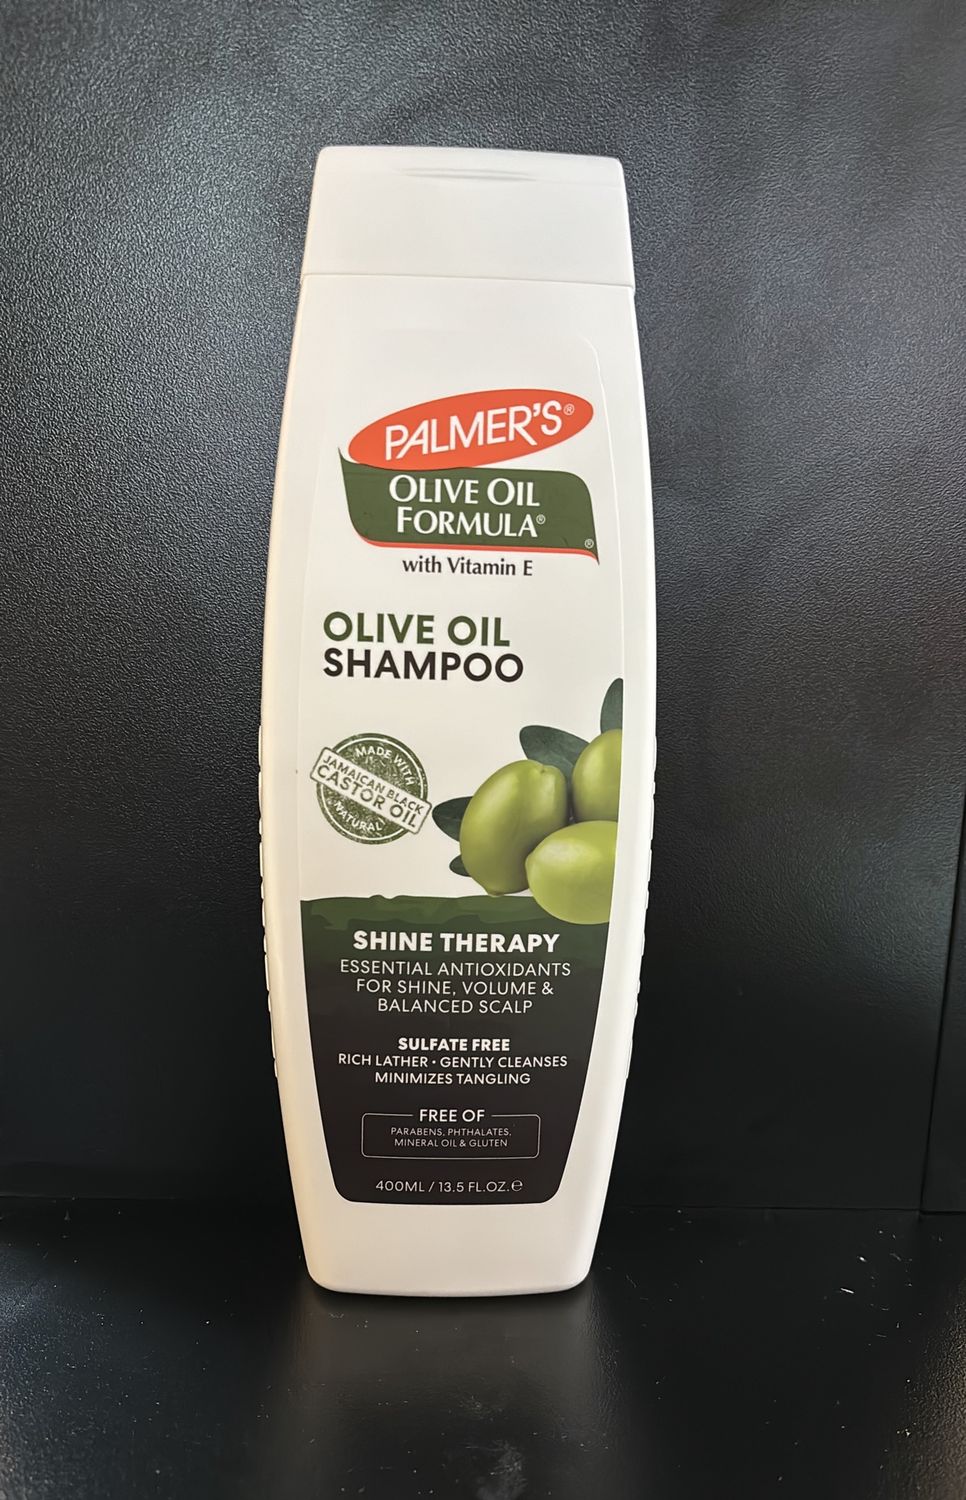 PALMER'S®
OLIVE OIL
FORMULA®
®
with Vitamin E
OLIVE OIL
SHAMPOO
MADE WITH
JAMAICAN BLACK
CASTOR OIL
NATURAL
SHINE THERAPY
ESSENTIAL ANTIOXIDANTS
FOR SHINE, VOLUME &
BALANCED SCALP
SULFATE FREE
RICH LATHER • GENTLY CLEANSES
MINIMIZES TANGLING
FREE OF
PARABENS, PHTHALATES,
MINERAL OIL & GLUTEN
400ML / 13.5 FL.OZ.℮